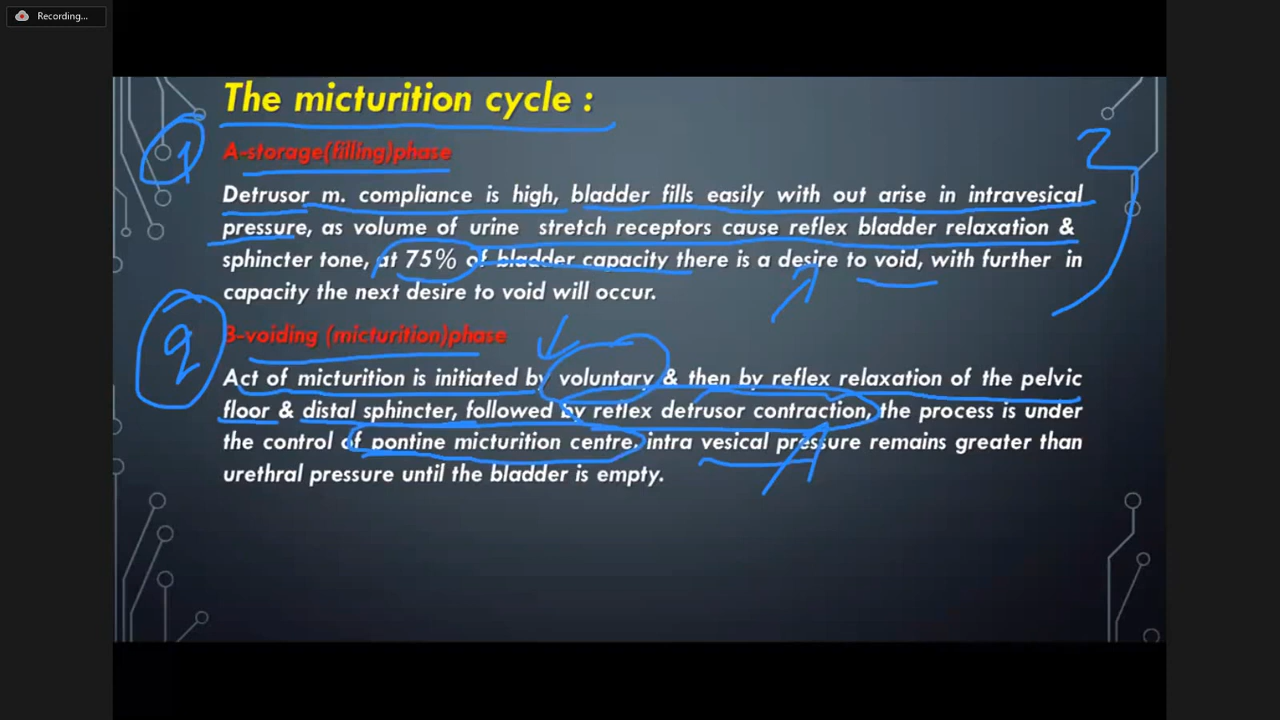 Recording...
The micturition cycle :
A-storage(filling)phase
Detrusor m. compliance is high, bladder fills easily with out arise in intravesical
pressure, as volume of urine stretch receptors cause reflex bladder relaxation &
sphincter tone, at 75% of bladder capacity there is a desire to void, with further in
capacity the next desire to void will occur.
B-voiding (micturition)phase
Act of micturition is initiated by voluntary & then by reflex relaxation of the pelvic
floor & distal sphincter, followed by reflex detrusor contraction, the process is under
the control of pontine micturition centre, intra vesical pressure remains greater than
urethral pressure until the bladder is empty.